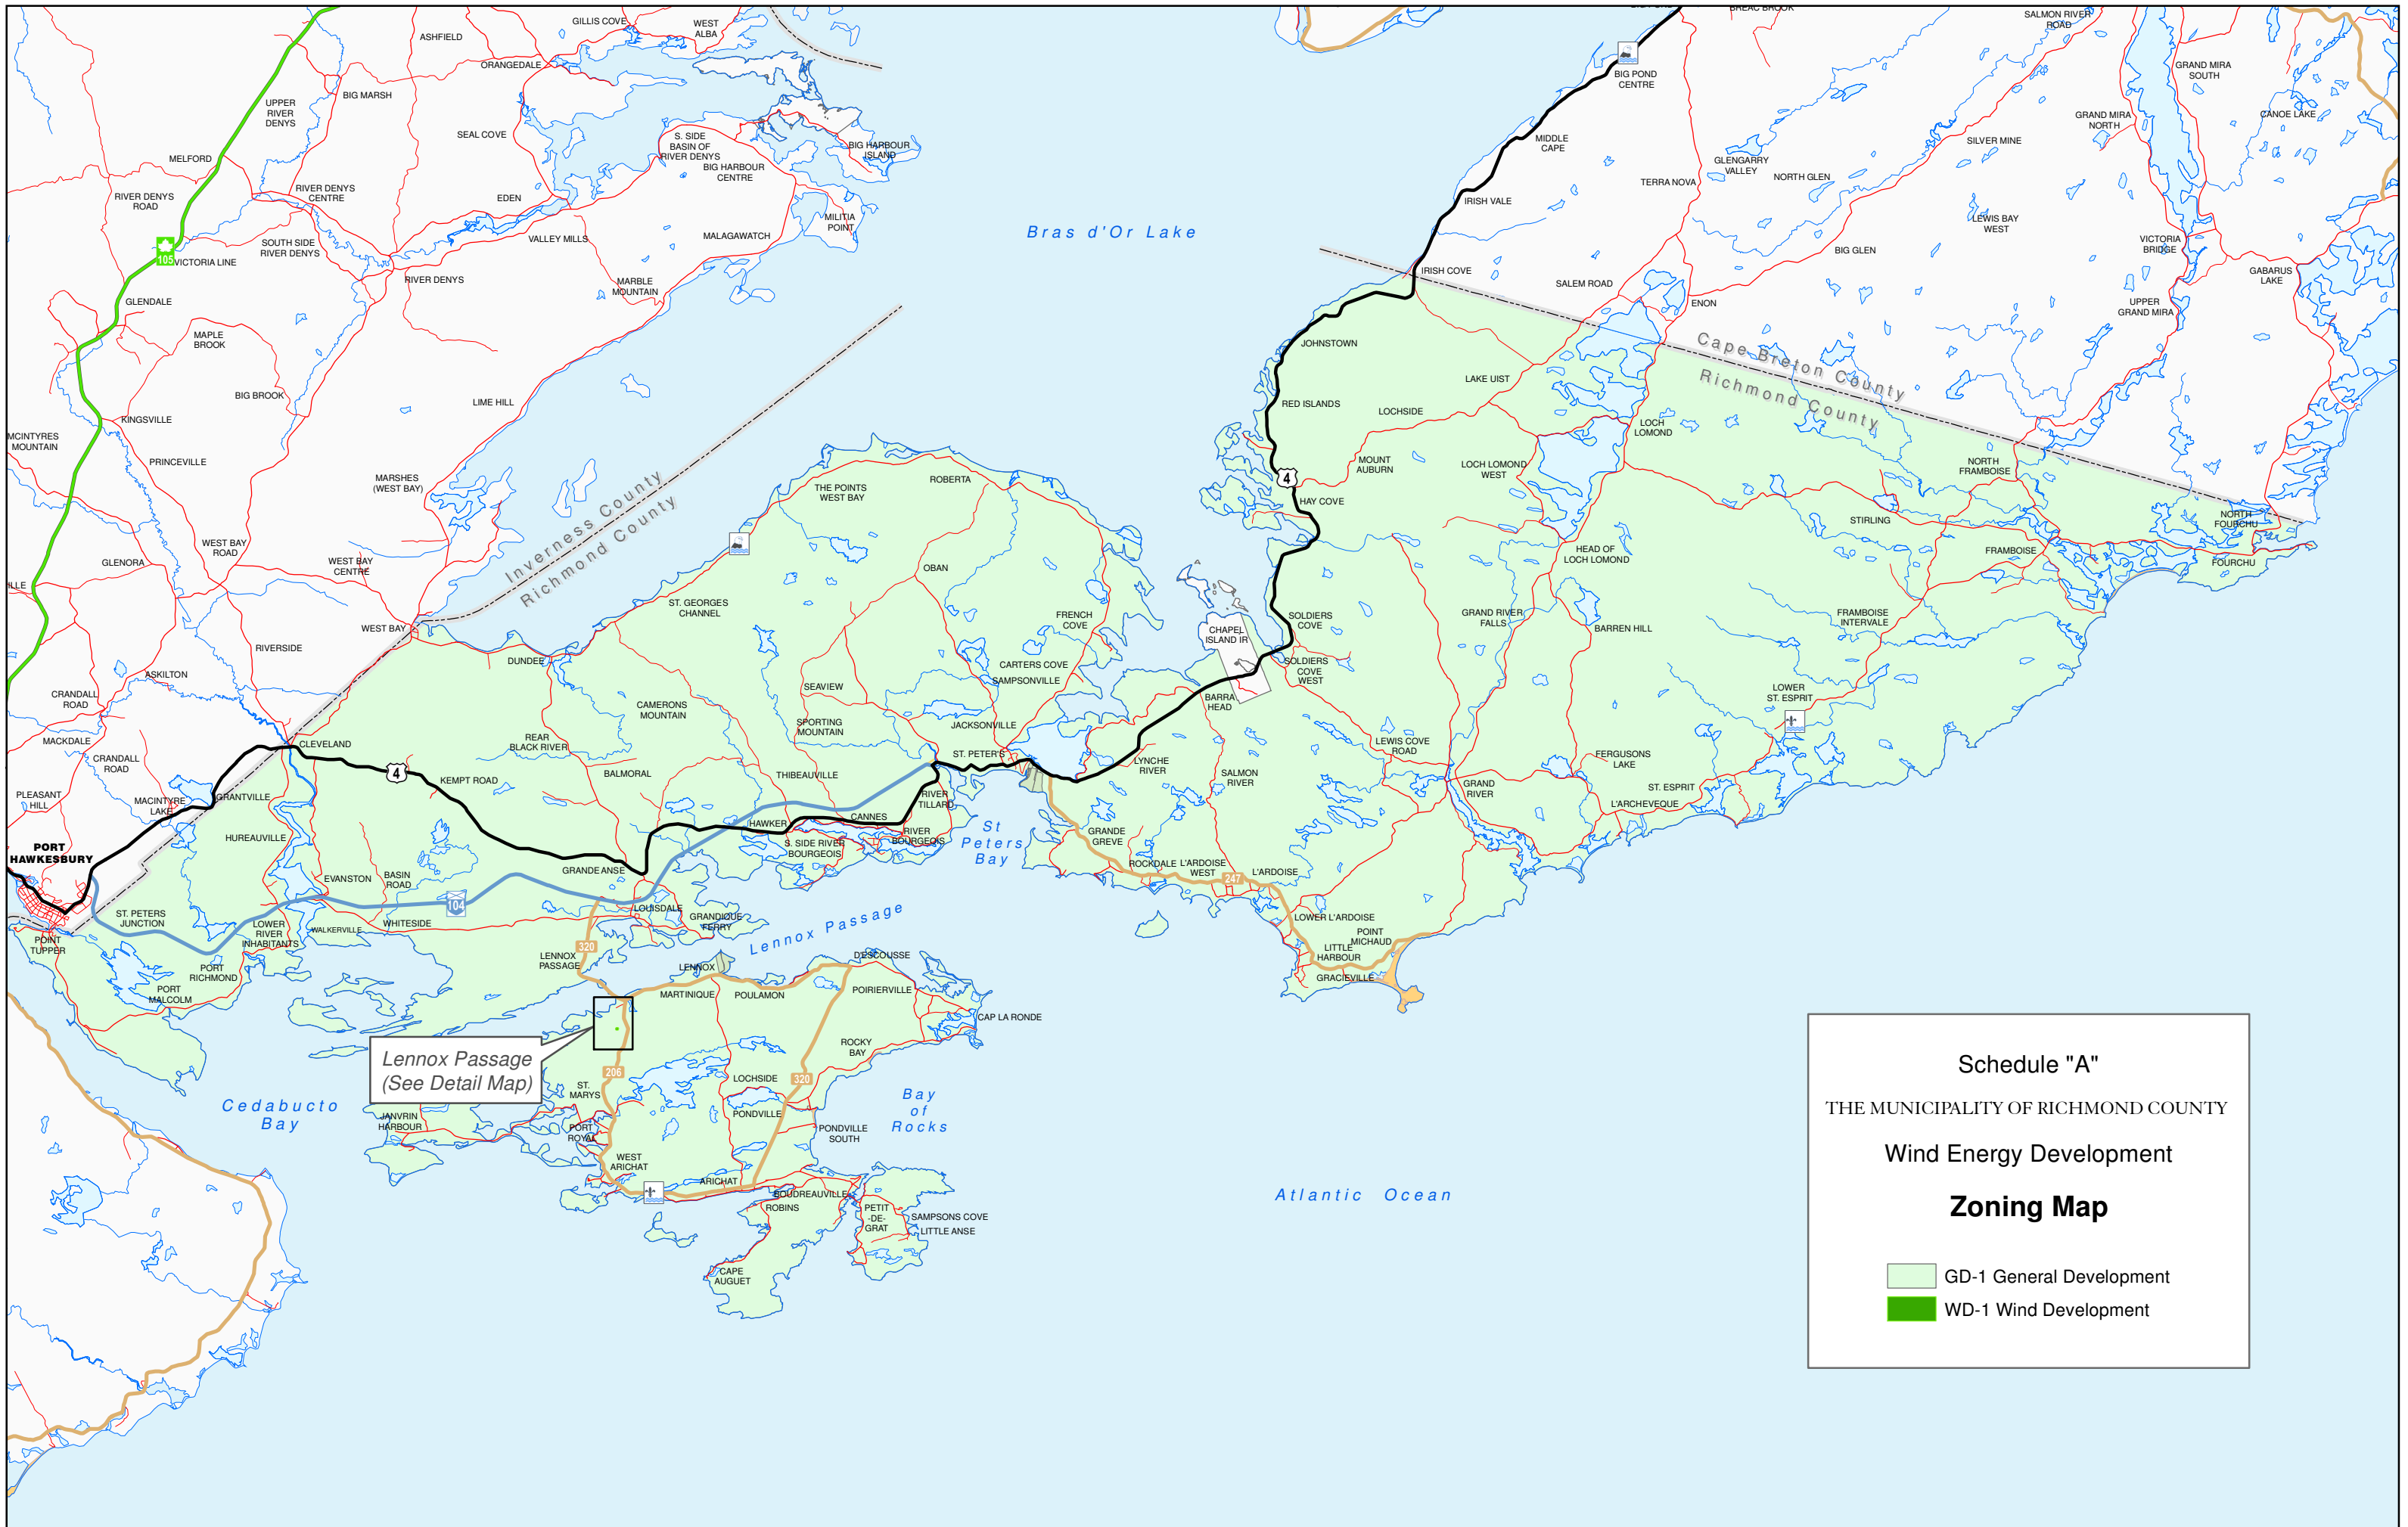 GILLIS COVE
WEST
ALBA
BREAC BROOK
SALMON RIVER
ROAD
ASHFIELD
ORANGEDALE
BIG POND
CENTRE
GRAND MIRA
SOUTH
BIG MARSH
UPPER
RIVER
DENYS
SEAL COVE
S. SIDE
BASIN OF
RIVER DENYS
BIG HARBOUR
ISLAND
BIG HARBOUR
CENTRE
MIDDLE
CAPE
GRAND MIRA
NORTH
CANOE LAKE
SILVER MINE
MELFORD
GLENGARRY
VALLEY
NORTH GLEN
TERRA NOVA
RIVER DENYS
ROAD
RIVER DENYS
CENTRE
EDEN
IRISH VALE
MILITIA
POINT
LEWIS BAY
WEST
Bras d'Or Lake
VALLEY MILLS
MALAGAWATCH
SOUTH SIDE
RIVER DENYS
VICTORIA
BRIDGE
BIG GLEN
105
VICTORIA LINE
RIVER DENYS
IRISH COVE
GABARUS
LAKE
MARBLE
MOUNTAIN
SALEM ROAD
ENON
GLENDALE
UPPER
GRAND MIRA
MAPLE
BROOK
JOHNSTOWN
Cape Breton County
Richmond County
LAKE UIST
BIG BROOK
LIME HILL
RED ISLANDS
LOCHSIDE
KINGSVILLE
LOCH
LOMOND
MCINTYRES
MOUNTAIN
PRINCEVILLE
MOUNT
AUBURN
LOCH LOMOND
WEST
NORTH
FRAMBOISE
MARSHES
(WEST BAY)
THE POINTS
WEST BAY
ROBERTA
4
HAY COVE
Inverness County
Richmond County
STIRLING
NORTH
FOURCHU
WEST BAY
ROAD
GLENORA
WEST BAY
CENTRE
HEAD OF
LOCH LOMOND
FRAMBOISE
FOURCHU
OBAN
ILLE
ST. GEORGES
CHANNEL
FRENCH
COVE
SOLDIERS
COVE
GRAND RIVER
FALLS
FRAMBOISE
INTERVALE
WEST BAY
CHAPEL
ISLAND IR
BARREN HILL
RIVERSIDE
DUNDEE
CARTERS COVE
SOLDIERS
COVE
WEST
ASKILTON
SAMPSONVILLE
SEAVIEW
CRANDALL
ROAD
BARRA
HEAD
LOWER
ST. ESPRIT
CAMERONS
MOUNTAIN
SPORTING
MOUNTAIN
JACKSONVILLE
MACKDALE
CLEVELAND
REAR
BLACK RIVER
LEWIS COVE
ROAD
ST. PETER'S
CRANDALL
ROAD
4
KEMPT ROAD
BALMORAL
THIBEAUVILLE
LYNCHE
RIVER
SALMON
RIVER
FERGUSONS
LAKE
PLEASANT
HILL
MACINTYRE
LAKE
GRANTVILLE
RIVER
TILLARD
GRAND
RIVER
ST. ESPRIT
L'ARCHEVEQUE
HUREAUVILLE
HAWKER
CANNES
RIVER
BOURGEOIS
St
Peters
Bay
GRANDE
GREVE
PORT
HAWKESBURY
S. SIDE RIVER
BOURGEOIS
GRANDE ANSE
ROCKDALE
L'ARDOISE
WEST
L'ARDOISE
247
EVANSTON
BASIN
ROAD
104
LOUISDALE
GRANDIQUE
FERRY
ST. PETERS
JUNCTION
LOWER
RIVER
INHABITANTS
WALKERVILLE
WHITESIDE
Lennox Passage
LOWER L'ARDOISE
POINT
MICHAUD
POINT
TUPPER
320
LENNOX
PASSAGE
LITTLE
HARBOUR
GRACIEVILLE
PORT
RICHMOND
LENNOX
D'ESCOUSSE
PORT
MALCOLM
MARTINIQUE
POULAMON
POIRIERVILLE
CAP LA RONDE
Lennox Passage
(See Detail Map)
ROCKY
BAY
206
LOCHSIDE
320
ST.
MARYS
Cedabucto
Bay
JANVRIN
HARBOUR
PONDVILLE
Bay
of
Rocks
PORT
ROYAL
PONDVILLE
SOUTH
WEST
ARICHAT
ARICHAT
BOUDREAUVILLE
ROBINS
PETIT
-DE-
GRAT
SAMPSONS COVE
LITTLE ANSE
Atlantic Ocean
CAPE
AUGUET
Schedule "A"
THE MUNICIPALITY OF RICHMOND COUNTY
Wind Energy Development
Zoning Map
GD-1 General Development
WD-1 Wind Development